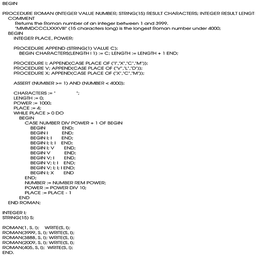 BEGIN
PROCEDURE ROMAN (INTEGER VALUE NUMBER; STRING(15) RESULT CHARACTERS; INTEGER RESULT LENGT
COMMENT
Returns the Roman number of an integer between 1 and 3999.
"MMMDCCCLXXXVIII" (15 characters long) is the longest Roman number under 4000;
BEGIN
INTEGER PLACE, POWER;
PROCEDURE APPEND (STRING(1) VALUE C);
BEGIN CHARACTERS(LENGTH|1) := C; LENGTH := LENGTH + 1 END;
PROCEDURE I; APPEND(CASE PLACE OF ("I","X","C","M"));
PROCEDURE V; APPEND(CASE PLACE OF ("V","L","D"));
PROCEDURE X; APPEND(CASE PLACE OF ("X","C","M"));
ASSERT (NUMBER >= 1) AND (NUMBER < 4000);
CHARACTERS := " ";
LENGTH := 0;
POWER := 1000;
PLACE := 4;
WHILE PLACE > 0 DO
BEGIN
CASE NUMBER DIV POWER + 1 OF BEGIN
BEGIN END;
BEGIN I END;
BEGIN I; I END;
BEGIN I; I; I END;
BEGIN I; V END;
BEGIN V END;
BEGIN V; I END;
BEGIN V; I; I END;
BEGIN V; I; I; I END;
BEGIN I; X END
END;
NUMBER := NUMBER REM POWER;
POWER := POWER DIV 10;
PLACE := PLACE - 1
END
END ROMAN;
INTEGER I;
STRING(15) S;
ROMAN(1, S, I); WRITE(S, I);
ROMAN(3999, S, I); WRITE(S, I);
ROMAN(3888, S, I); WRITE(S, I);
ROMAN(2009, S, I); WRITE(S, I);
ROMAN(405, S, I); WRITE(S, I);
END.